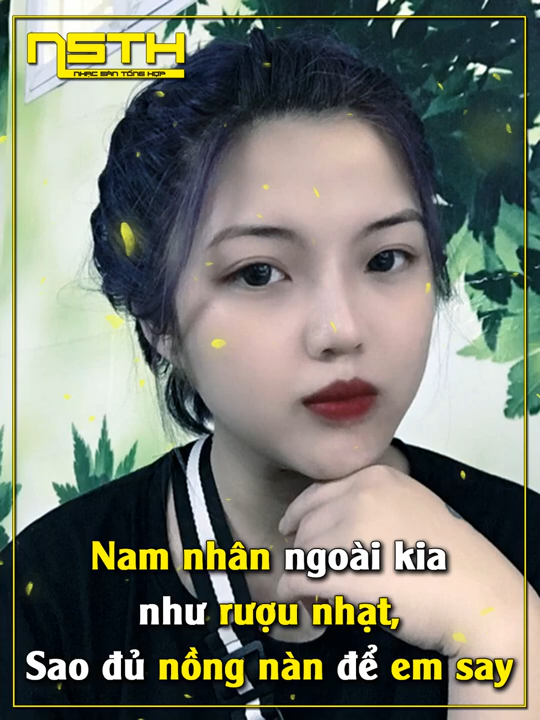 NSTH
NHẠC SÀN TỔNG HỢP
Nam nhân ngoài kia
như rượu nhạt,
Sao đủ nồng nàn để em say